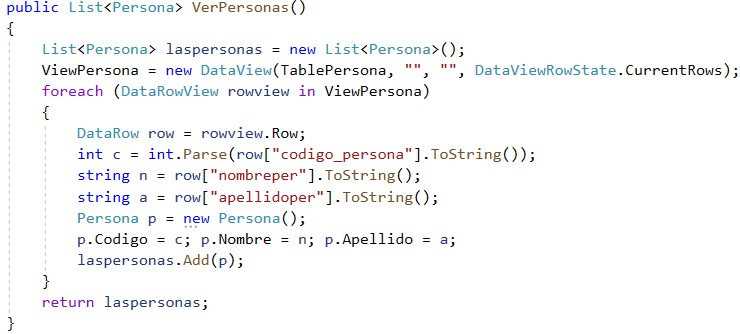 public List<Persona> VerPersonas()
{
List<Persona> laspersonas = new List<Persona>();
ViewPersona = new DataView(TablePersona, "", "", DataViewRowState.CurrentRows);
foreach (DataRowView rowview in ViewPersona)
{
DataRow row = rowview.Row;
int c = int.Parse(row["codigo_persona"].ToString());
string n = row["nombreper"].ToString();
string a = row["apellidoper"].ToString();
Persona p = new Persona();
p.Codigo = c; p.Nombre = n; p.Apellido = a;
laspersonas.Add(p);
}
return laspersonas;
}